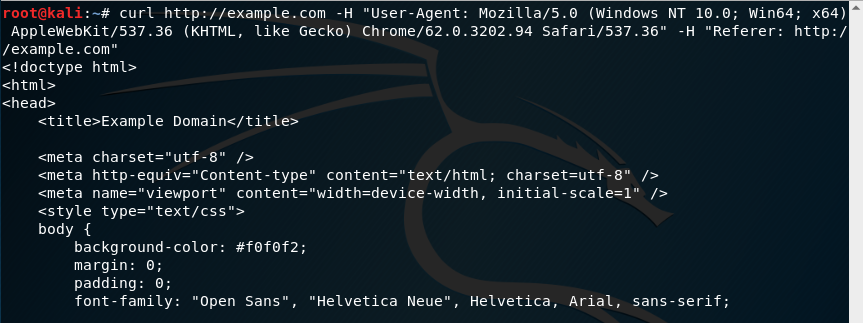 root@kali:~# curl http://example.com -H "User-Agent: Mozilla/5.0 (Windows NT 10.0; Win64; x64)
 AppleWebKit/537.36 (KHTML, like Gecko) Chrome/62.0.3202.94 Safari/537.36" -H "Referer: http:/
/example.com"
<!doctype html>
<html>
<head>
    <title>Example Domain</title>

    <meta charset="utf-8" />
    <meta http-equiv="Content-type" content="text/html; charset=utf-8" />
    <meta name="viewport" content="width=device-width, initial-scale=1" />
    <style type="text/css">
    body {
        background-color: #f0f0f2;
        margin: 0;
        padding: 0;
        font-family: "Open Sans", "Helvetica Neue", Helvetica, Arial, sans-serif;